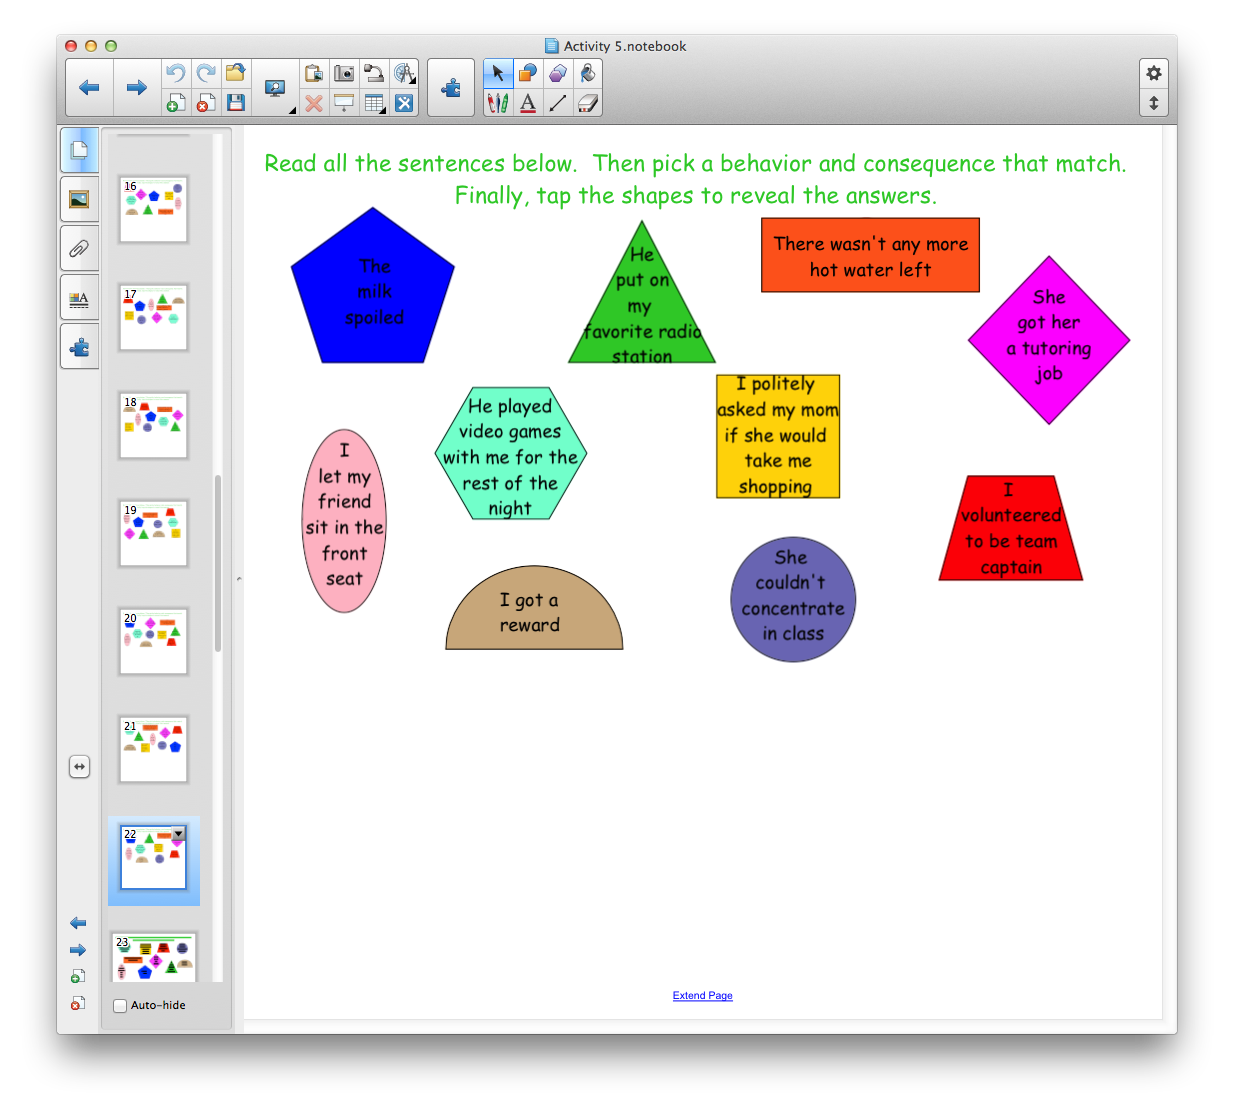 Activity 5.notebook
Read all the sentences below.  Then pick a behavior and consequence that match.
Finally, tap the shapes to reveal the answers.
The
milk
spoiled
He
put on
my
favorite radio
station
There wasn't any more
hot water left
She
got her
a tutoring
job
I politely
asked my mom
if she would
take me
shopping
He played
video games
with me for the
rest of the
night
I
let my
friend
sit in the
front
seat
I
volunteered
to be team
captain
She
couldn't
concentrate
in class
I got a
reward
Extend Page
16
17
18
19
20
21
22
23
Auto-hide